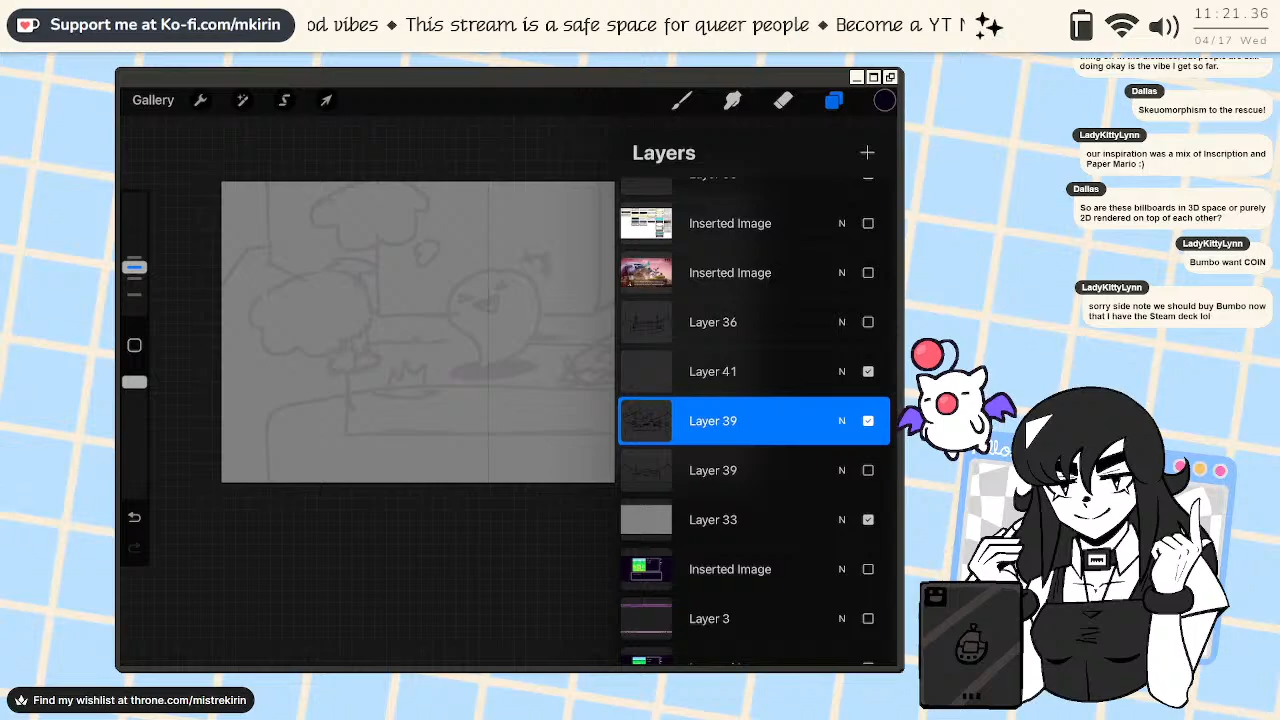 Support me at Ko-fi.com/mkirin
od vibes ◆ This stream is a safe space for queer people ◆ Become a YT
11:21.36
04/17 Wed
Gallery
Layers
Inserted Image N
Inserted Image N
Layer 36 N
Layer 41 N
Layer 39 N
Layer 39 N
Layer 33 N
Inserted Image N
Layer 3 N
okay is the vibe I get so far.
Dallas
Skeuomorphism to the rescue!
LadyKittyLynn
our inspiration was a mix of Inscription and
Paper Mario :)
Dallas
So are these billboards in 3D space or purely
2D rendered on top of each other?
LadyKittyLynn
Bumbo want COIN
LadyKittyLynn
sorry side note we should buy Bumbo now
that I have the Steam deck lol
Find my wishlist at throne.com/mistrekirin